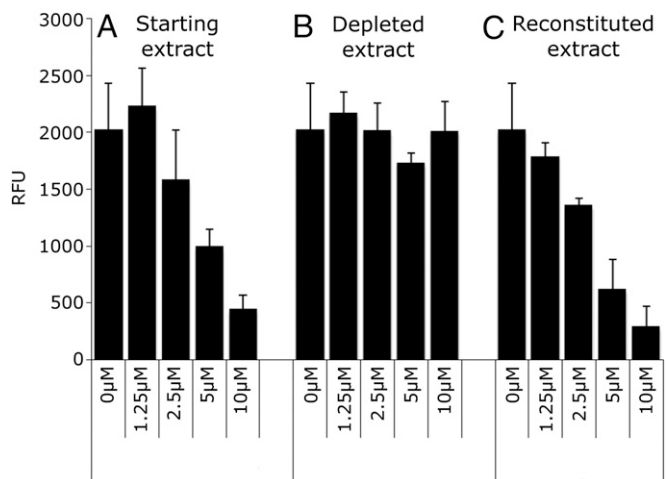 A Starting
extract
B Depleted
extract
C Reconstituted
extract
3000
2500
2000
1500
1000
500
0
RFU
0μM
1.25μM
2.5μM
5μM
10μM
0μM
1.25μM
2.5μM
5μM
10μM
0μM
1.25μM
2.5μM
5μM
10μM